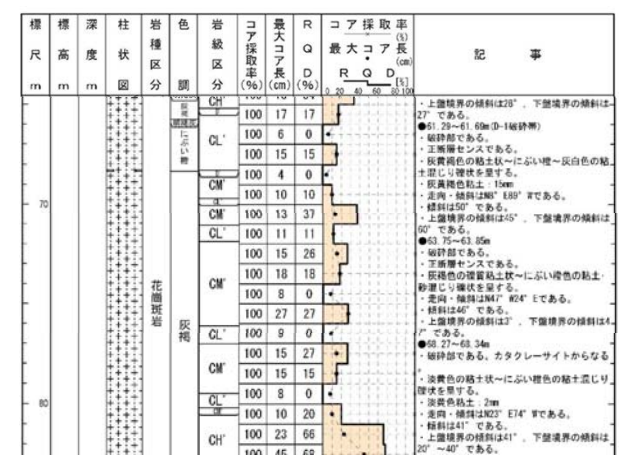 標尺 m
標高 m
深度 m
柱状図
岩種区分
色調
岩級区分
コア採取率 (%)
最大コア長 (cm)
RQD (%)
コア採取率 (%)
最大コア長 (cm)
RQD [%]
0 20 40 60 80 100
記事
70
80
花崗斑岩
にぶい橙
灰褐
CH'
CL'
CM'
CM'
CL'
CM'
CL'
CM'
CL'
CH'
100 17 17
100 6 0
100 15 15
100 4 0
100 10 10
100 13 37
100 11 11
100 15 26
100 18 18
100 8 0
100 27 27
100 9 0
100 15 27
100 15 15
100 8 0
100 10 20
100 23 66
100 45 68
・上盤境界の傾斜は28°、下盤境界の傾斜は
27°である。
●61.29～61.69m(D-1破砕帯)
・破砕部である。
・正断層センスである。
・灰黄褐色の粘土状～にぶい橙～灰白色の粘
土混じり礫状を呈する。
・灰黄褐色粘土:15mm
・走向・傾斜はN8°E89°Wである。
・傾斜は50°である。
・上盤境界の傾斜は45°、下盤境界の傾斜は
60°である。
●63.75～63.85m
・破砕部である。
・正断層センスである。
・灰褐色の礫質粘土状～にぶい橙色の粘土・
砂混じり礫状を呈する。
・走向・傾斜はN47°W24°Eである。
・傾斜は46°である。
・上盤境界の傾斜は3°、下盤境界の傾斜は4
7°である。
●68.27～68.34m
・破砕部である。カタクレーサイトからなる
。
・淡黄色の粘土状～にぶい橙色の粘土混じり
礫状を呈する。
・淡黄色粘土:2mm
・走向・傾斜はN23°E74°Wである。
・傾斜は41°である。
・上盤境界の傾斜は41°、下盤境界の傾斜は
20°～40°である。